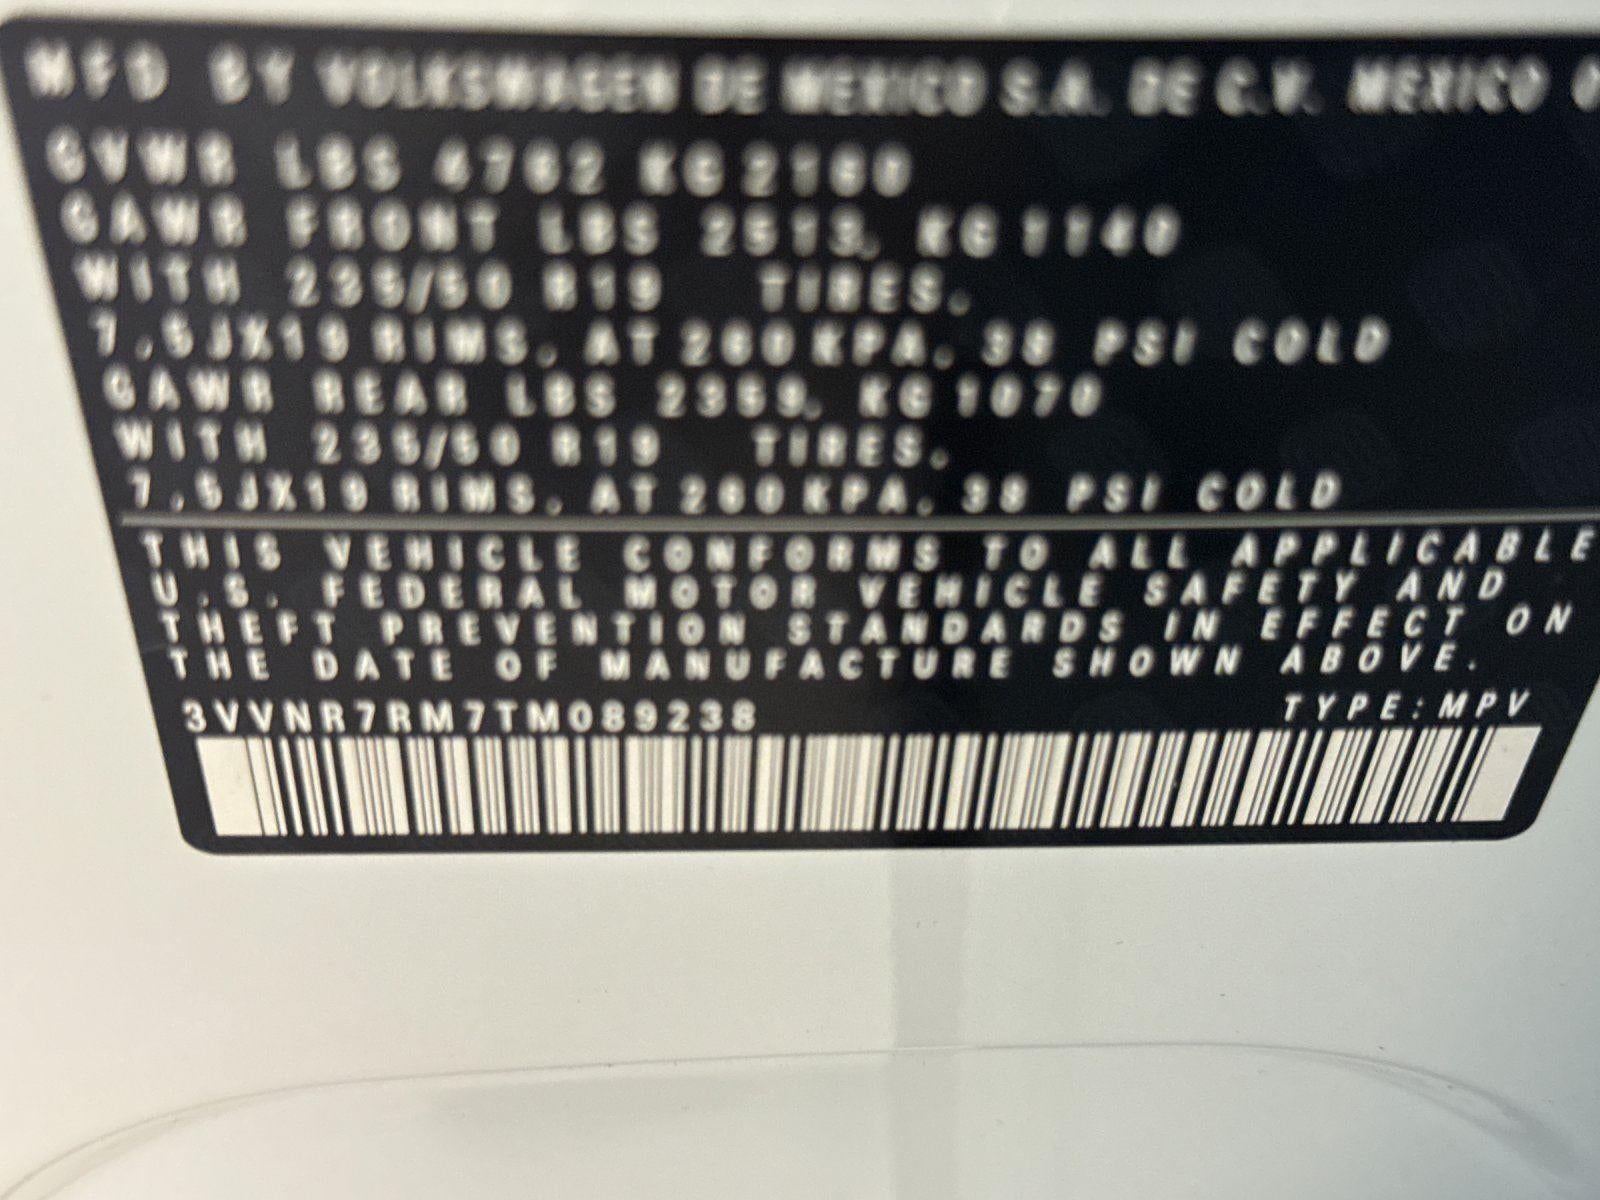 MFD BY VOLKSWAGEN DE MEXICO S.A. DE C.V. MEXICO
GVWR LBS 4762 KG 2160
GAWR FRONT LBS 2513, KG 1140
WITH 235/50 R19 TIRES,
7,5JX19 RIMS, AT 260 KPA, 38 PSI COLD
GAWR REAR LBS 2359, KG 1070
WITH 235/50 R19 TIRES,
7,5JX19 RIMS, AT 260 KPA, 38 PSI COLD
THIS VEHICLE CONFORMS TO ALL APPLICABLE
U.S. FEDERAL MOTOR VEHICLE SAFETY AND
THEFT PREVENTION STANDARDS IN EFFECT ON
THE DATE OF MANUFACTURE SHOWN ABOVE.
3VVNR7RM7TM089238 TYPE:MPV